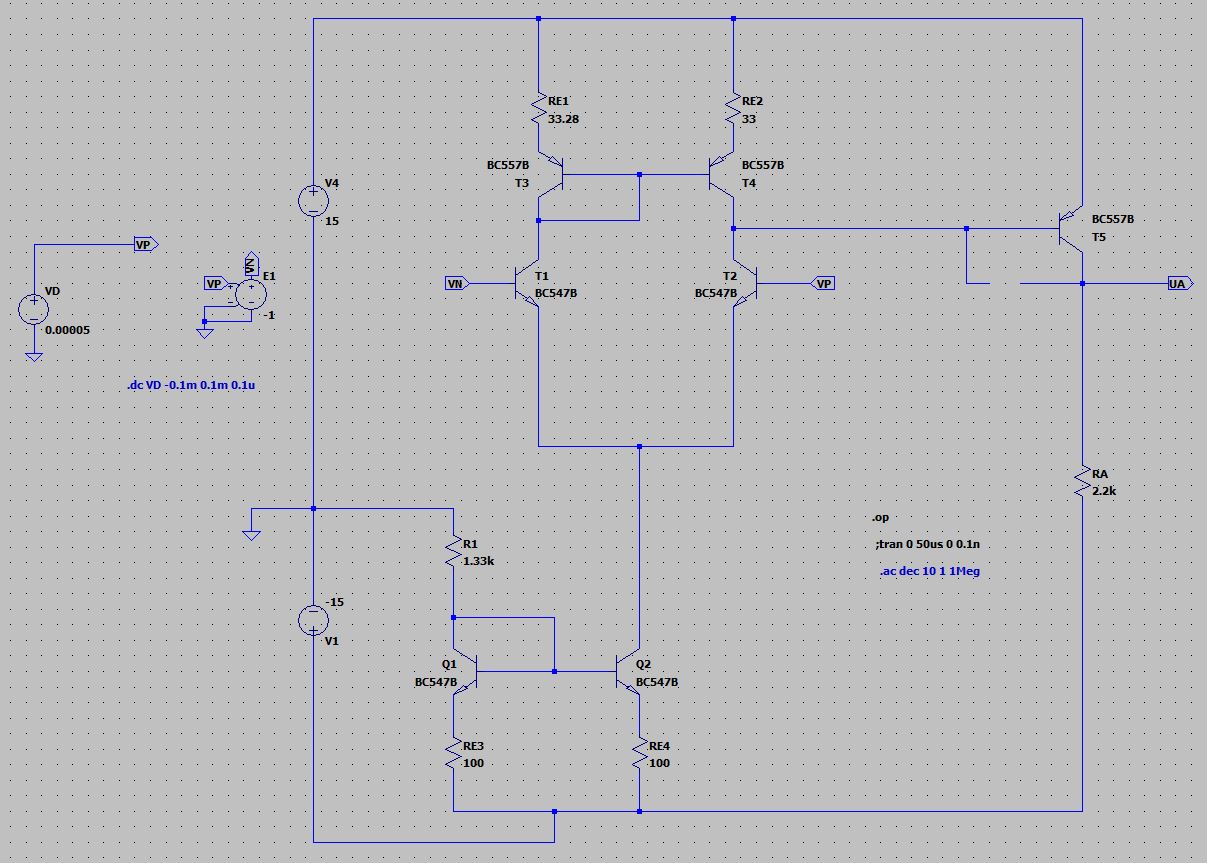 RE1
33.28
RE2
33
BC557B
T3
BC557B
T4
V4
15
BC557B
T5
VP
VD
0.00005
VP
VN
E1
-1
VN
T1
BC547B
T2
BC547B
VP
UA
.dc VD -0.1m 0.1m 0.1u
RA
2.2k
.op
;tran 0 50us 0 0.1n
.ac dec 10 1 1Meg
R1
1.33k
-15
V1
Q1
BC547B
Q2
BC547B
RE3
100
RE4
100